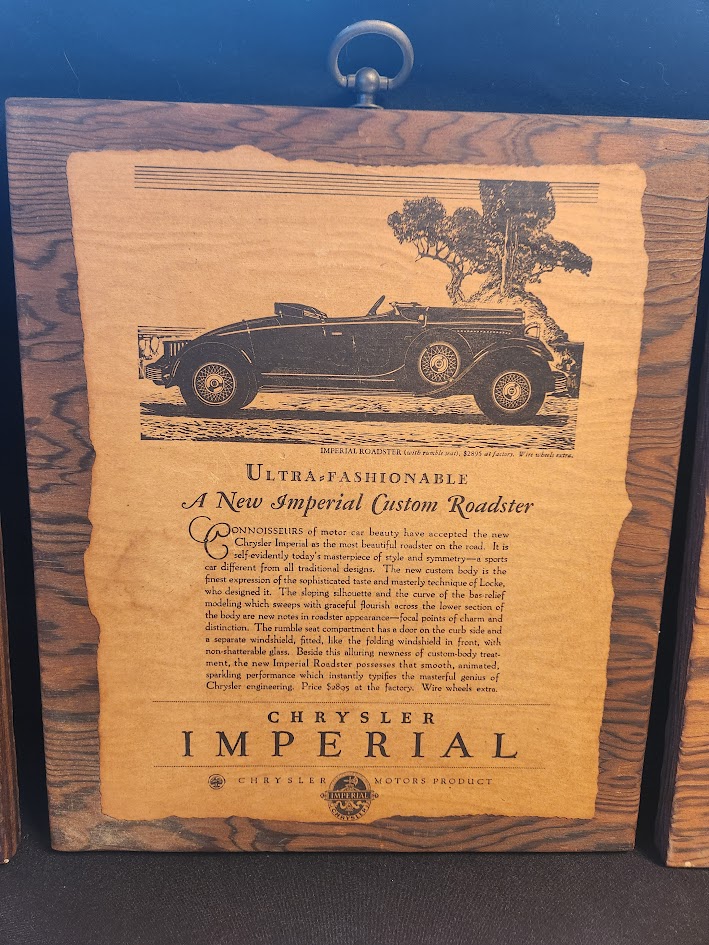 IMPERIAL ROADSTER (with rumble seat), $2895 at factory. Wire wheels extra.
ULTRA-FASHIONABLE
A New Imperial Custom Roadster
CONNOISSEURS of motor car beauty have accepted the new
Chrysler Imperial as the most beautiful roadster on the road. It is
self-evidently today's masterpiece of style and symmetry—a sports
car different from all traditional designs. The new custom body is the
finest expression of the sophisticated taste and masterly technique of Locke,
who designed it. The sloping silhouette and the curve of the bas-relief
modeling which sweeps with graceful flourish across the lower section of
the body are new notes in roadster appearance—focal points of charm and
distinction. The rumble seat compartment has a door on the curb side and
a separate windshield, fitted, like the folding windshield in front, with
non-shatterable glass. Beside this alluring newness of custom-body treat-
ment, the new Imperial Roadster possesses that smooth, animated,
sparkling performance which instantly typifies the masterful genius of
Chrysler engineering. Price $2895 at the factory. Wire wheels extra.
CHRYSLER
IMPERIAL
CHRYSLER MOTORS PRODUCT
IMPERIAL
CHRYSLER